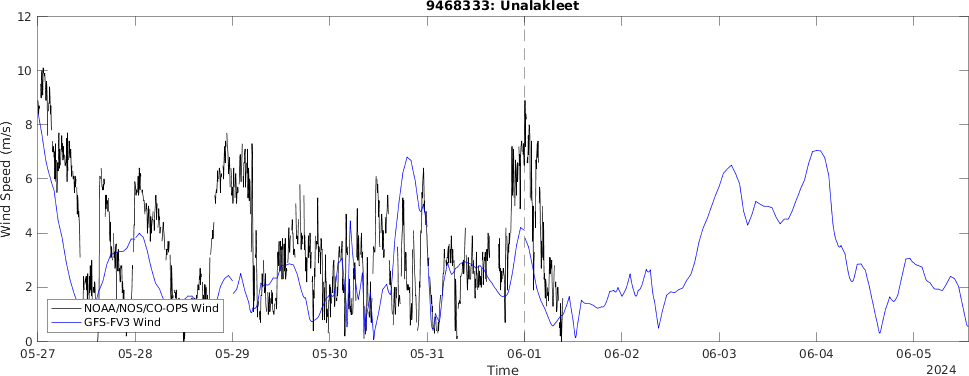 9468333: Unalakleet
Wind Speed (m/s)
12
10
8
6
4
2
0
NOAA/NOS/CO-OPS Wind
GFS-FV3 Wind
05-27 05-28 05-29 05-30 05-31 06-01 06-02 06-03 06-04 06-05
Time
2024